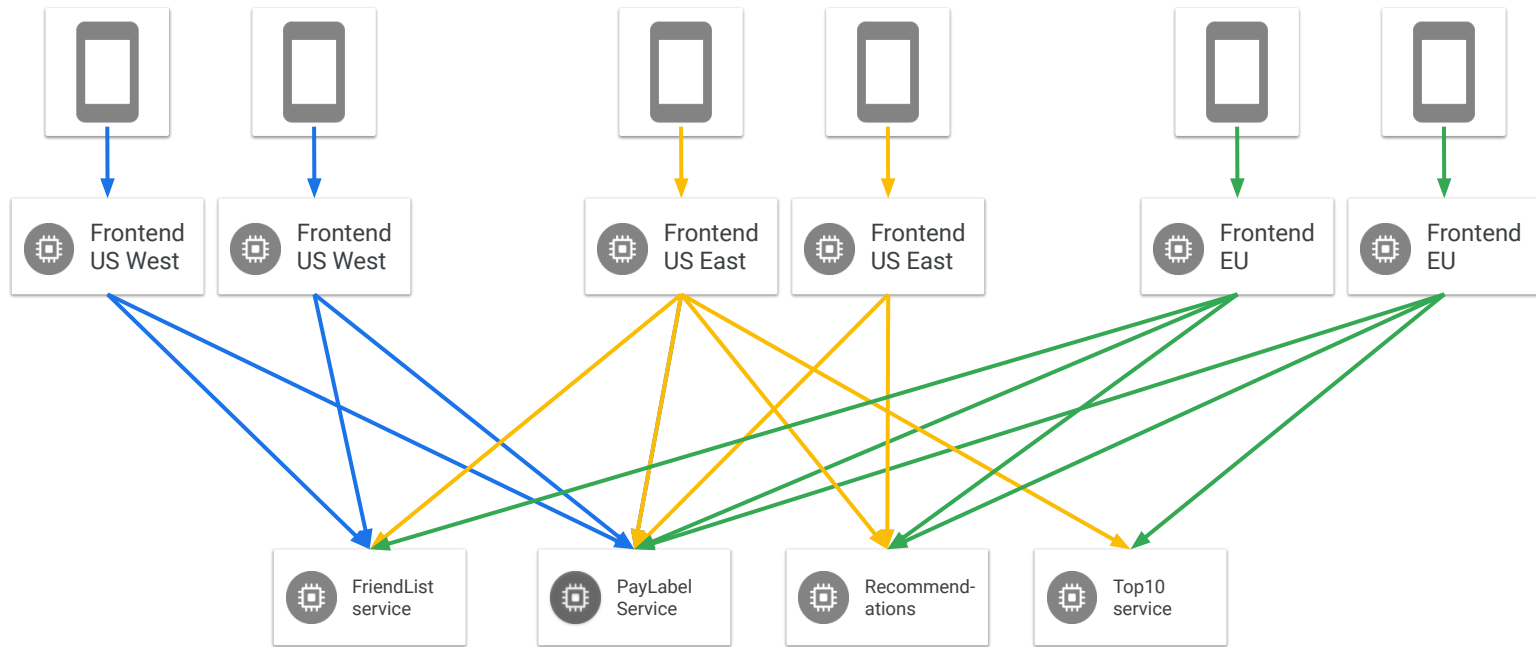 Frontend
US West
Frontend
US West
Frontend
US East
Frontend
US East
Frontend
EU
Frontend
EU
FriendList
service
PayLabel
Service
Recommend-
ations
Top10
service